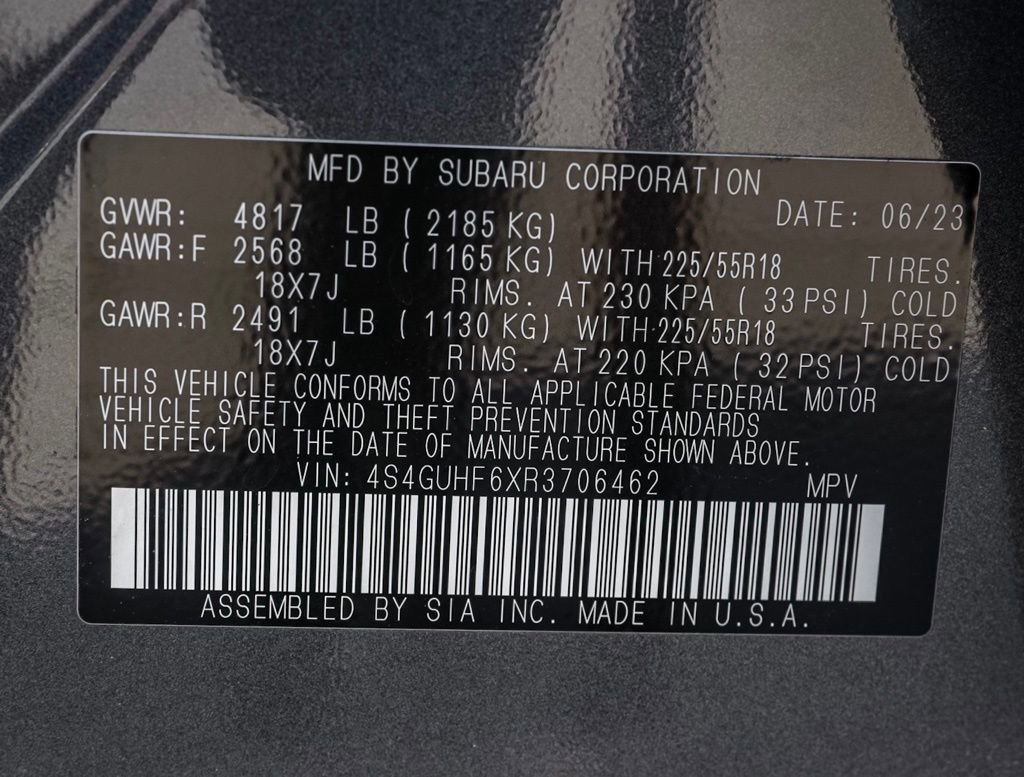 MFD BY SUBARU CORPORATION
GVWR: 4817 LB ( 2185 KG) DATE: 06/23
GAWR:F 2568 LB ( 1165 KG) WITH 225/55R18 TIRES.
18X7J RIMS. AT 230 KPA ( 33 PSI) COLD
GAWR:R 2491 LB ( 1130 KG) WITH 225/55R18 TIRES.
18X7J RIMS. AT 220 KPA ( 32 PSI) COLD
THIS VEHICLE CONFORMS TO ALL APPLICABLE FEDERAL MOTOR
VEHICLE SAFETY AND THEFT PREVENTION STANDARDS
IN EFFECT ON THE DATE OF MANUFACTURE SHOWN ABOVE.
VIN: 4S4GUHF6XR3706462 MPV
ASSEMBLED BY SIA INC. MADE IN U.S.A.